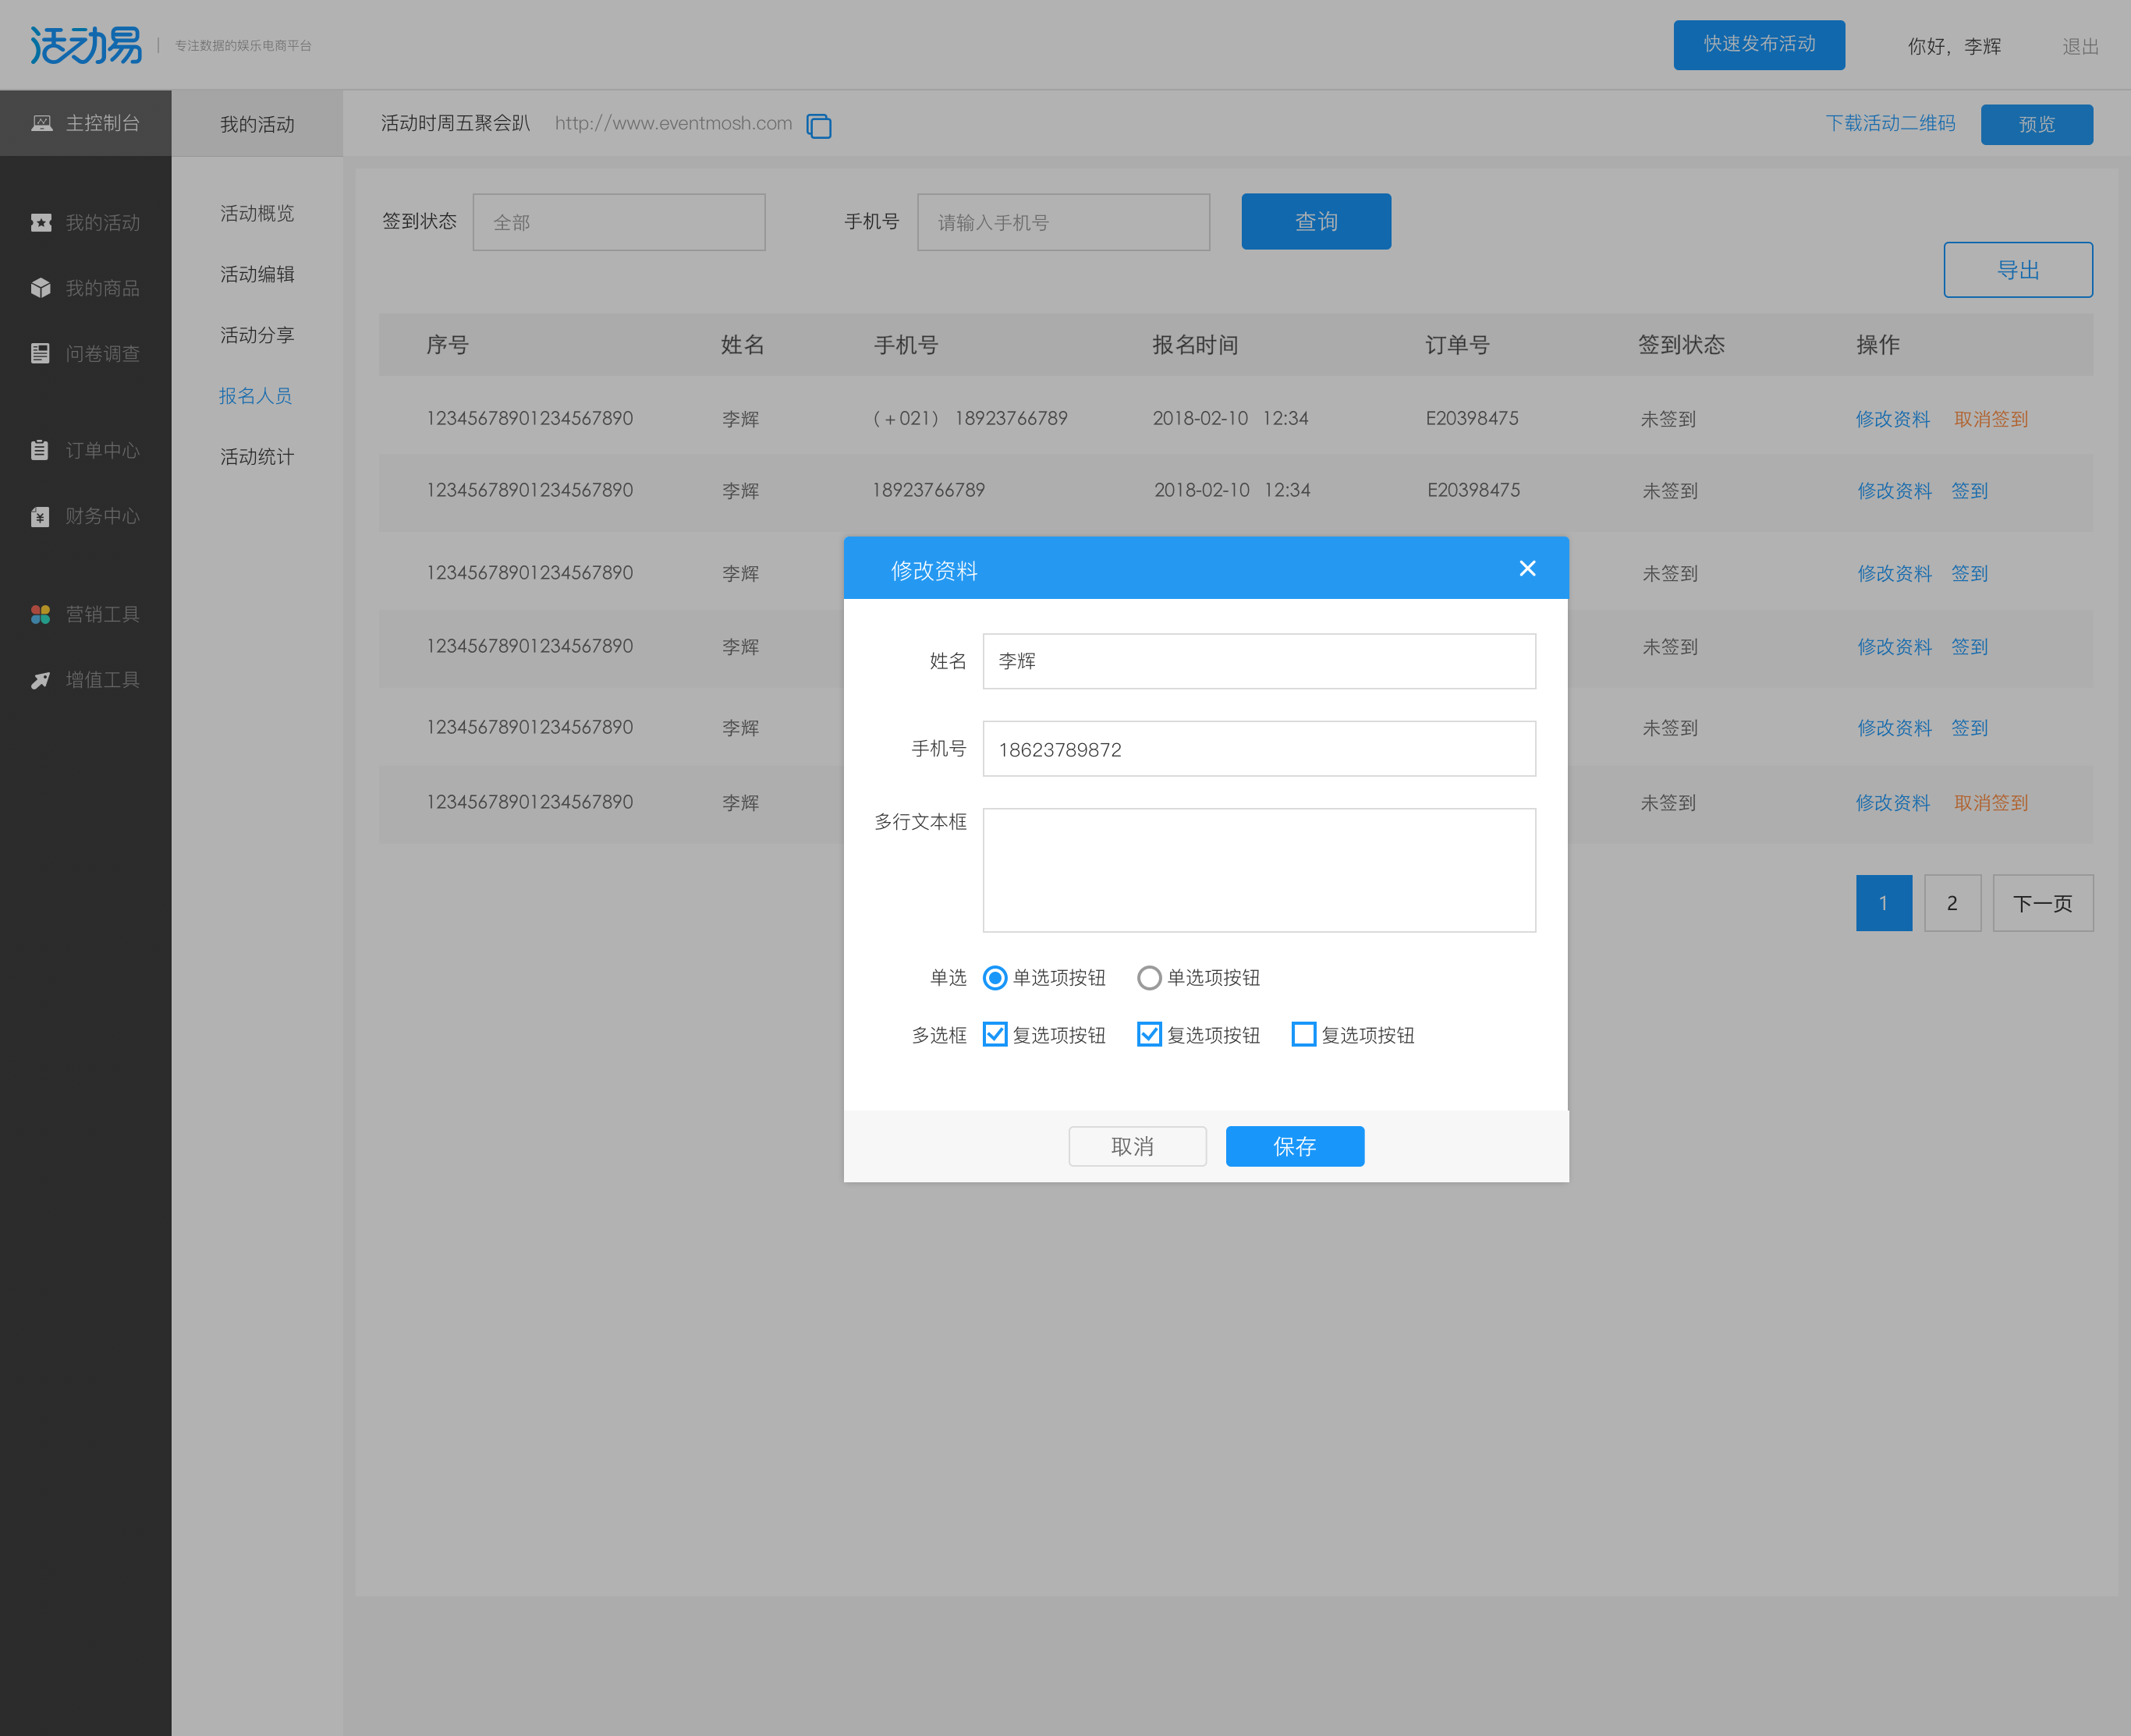 活动易 专注数据的娱乐电商平台 快速发布活动 你好，李辉 退出
主控制台 我的活动 活动时周五聚会趴 http://www.eventmosh.com 下载活动二维码 预览
我的活动
我的商品
问卷调查
订单中心
财务中心
营销工具
增值工具
活动概览
活动编辑
活动分享
报名人员
活动统计
签到状态 全部 手机号 请输入手机号 查询
导出
序号 姓名 手机号 报名时间 订单号 签到状态 操作
12345678901234567890 李辉 (+021) 18923766789 2018-02-10 12:34 E20398475 未签到 修改资料 取消签到
12345678901234567890 李辉 18923766789 2018-02-10 12:34 E20398475 未签到 修改资料 签到
12345678901234567890 李辉 未签到 修改资料 签到
12345678901234567890 李辉 未签到 修改资料 签到
12345678901234567890 李辉 未签到 修改资料 签到
12345678901234567890 李辉 未签到 修改资料 取消签到
1 2 下一页
修改资料
姓名 李辉
手机号 18623789872
多行文本框
单选 单选项按钮 单选项按钮
多选框 复选项按钮 复选项按钮 复选项按钮
取消 保存